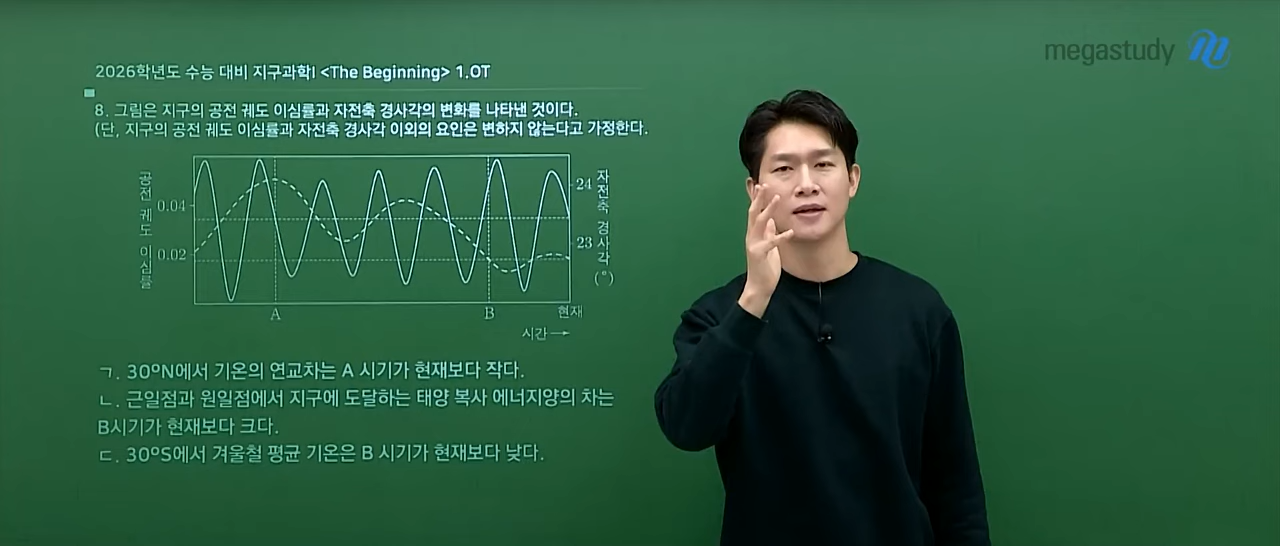 megastudy
2026학년도 수능 대비 지구과학I <The Beginning> 1.OT
8. 그림은 지구의 공전 궤도 이심률과 자전축 경사각의 변화를 나타낸 것이다.
(단, 지구의 공전 궤도 이심률과 자전축 경사각 이외의 요인은 변하지 않는다고 가정한다.
공전 궤도 이심률
0.04
0.02
24
23
자전축 경사각(°)
A
B
현재
시간→
ㄱ. 30°N에서 기온의 연교차는 A 시기가 현재보다 작다.
ㄴ. 근일점과 원일점에서 지구에 도달하는 태양 복사 에너지양의 차는
B시기가 현재보다 크다.
ㄷ. 30°S에서 겨울철 평균 기온은 B 시기가 현재보다 낮다.